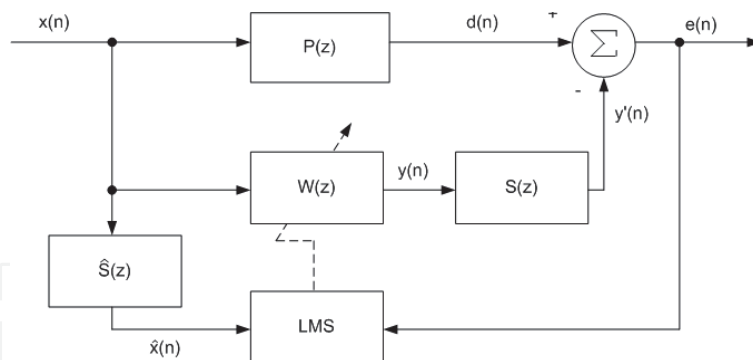 x(n)
P(z)
d(n)
+
Σ
e(n)
-
y'(n)
W(z)
y(n)
S(z)
Ŝ(z)
x̂(n)
LMS